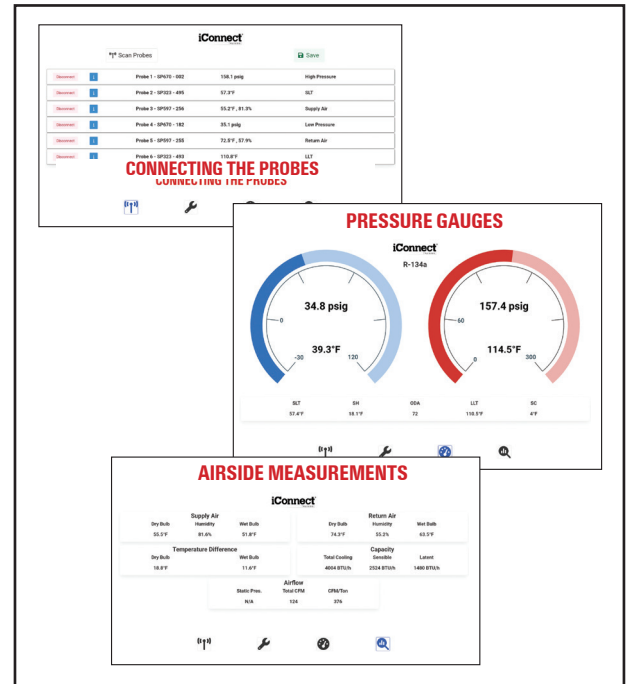 iConnect
Scan Probes Save
Disconnect i Probe 1 - SP670 - 002 158.1 psig High Pressure
Disconnect i Probe 2 - SP323 - 495 57.3°F SLT
Disconnect i Probe 3 - SP597 - 256 55.2°F , 81.3% Supply Air
Disconnect i Probe 4 - SP670 - 182 35.1 psig Low Pressure
Disconnect i Probe 5 - SP597 - 255 72.5°F , 57.9% Return Air
Disconnect i Probe 6 - SP323 - 493 110.8°F LLT
CONNECTING THE PROBES
CONNECTING THE PROBES
PRESSURE GAUGES
iConnect
R-134a
34.8 psig 157.4 psig
0 60
39.3°F 114.5°F
-30 120 0 300
SLT SH ODA LLT SC
57.4°F 18.1°F 72 110.5°F 4°F
AIRSIDE MEASUREMENTS
iConnect
Supply Air Return Air
Dry Bulb Humidity Wet Bulb Dry Bulb Humidity Wet Bulb
55.5°F 81.6% 51.8°F 74.3°F 55.2% 63.5°F
Temperature Difference Capacity
Dry Bulb Wet Bulb Total Cooling Sensible Latent
18.8°F 11.6°F 4004 BTU/h 2524 BTU/h 1480 BTU/h
Airflow
Static Pres. Total CFM CFM/Ton
N/A 124 376